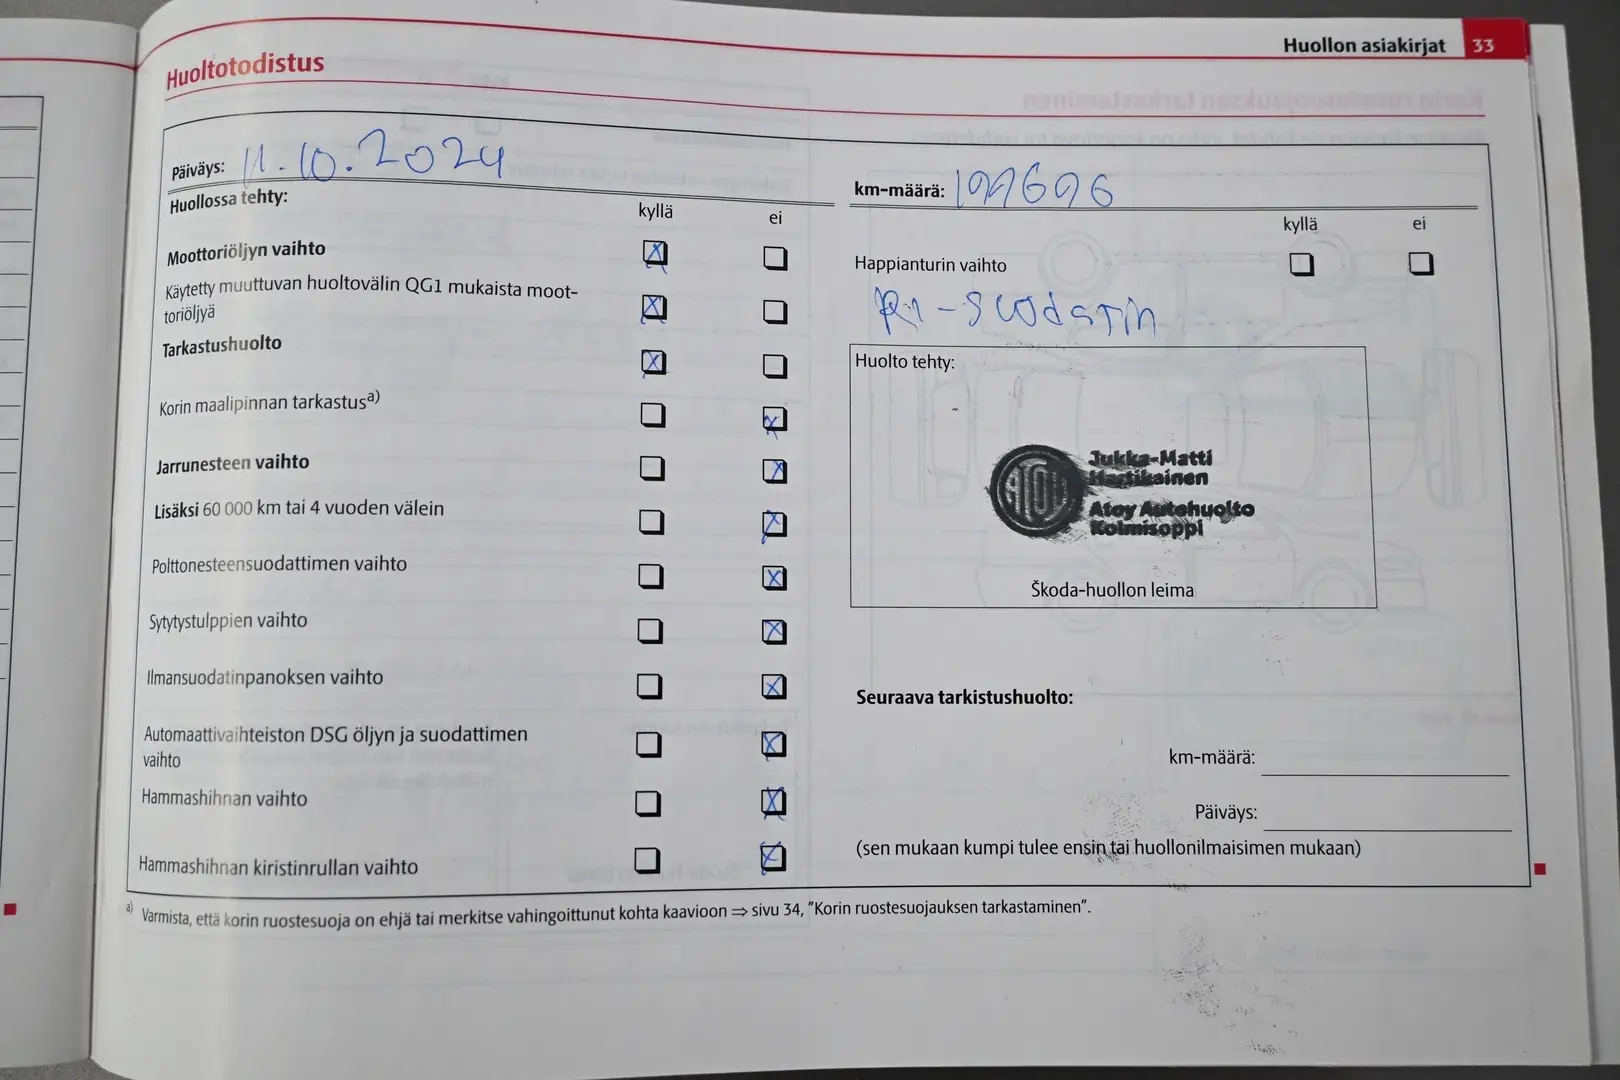 Huollon asiakirjat 33
Huoltotodistus
Päiväys: 11.10.2024
Huollossa tehty:
kyllä ei
Moottoriöljyn vaihto
Käytetty muuttuvan huoltovälin QG1 mukaista moot-
toriöljyä
Tarkastushuolto
Korin maalipinnan tarkastusa)
Jarrunesteen vaihto
Lisäksi 60 000 km tai 4 vuoden välein
Polttonesteensuodattimen vaihto
Sytytystulppien vaihto
Ilmansuodatinpanoksen vaihto
Automaattivaihteiston DSG öljyn ja suodattimen
vaihto
Hammashihnan vaihto
Hammashihnan kiristinrullan vaihto
km-määrä:
kyllä ei
Happianturin vaihto
-suodatin
Huolto tehty:
Jukka-Matti
Hartikainen
Atoy Autohuolto
Kolmisoppi
Škoda-huollon leima
Seuraava tarkistushuolto:
km-määrä:
Päiväys:
(sen mukaan kumpi tulee ensin tai huollonilmaisimen mukaan)
a) Varmista, että korin ruostesuoja on ehjä tai merkitse vahingoittunut kohta kaavioon ⇒ sivu 34, "Korin ruostesuojauksen tarkastaminen".